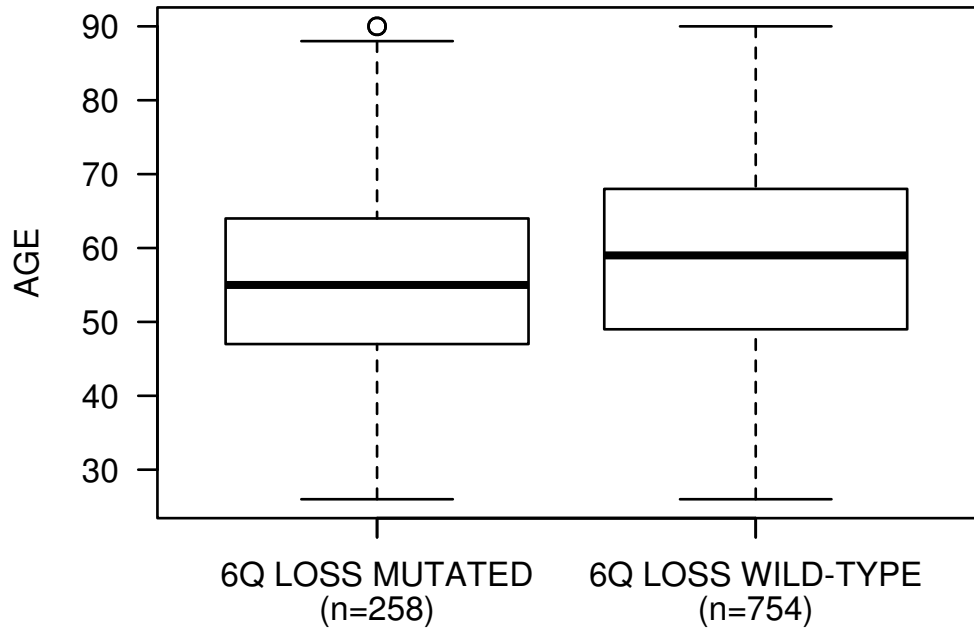 90
80
70
60
50
40
30
AGE
6Q LOSS MUTATED
(n=258)
6Q LOSS WILD-TYPE
(n=754)